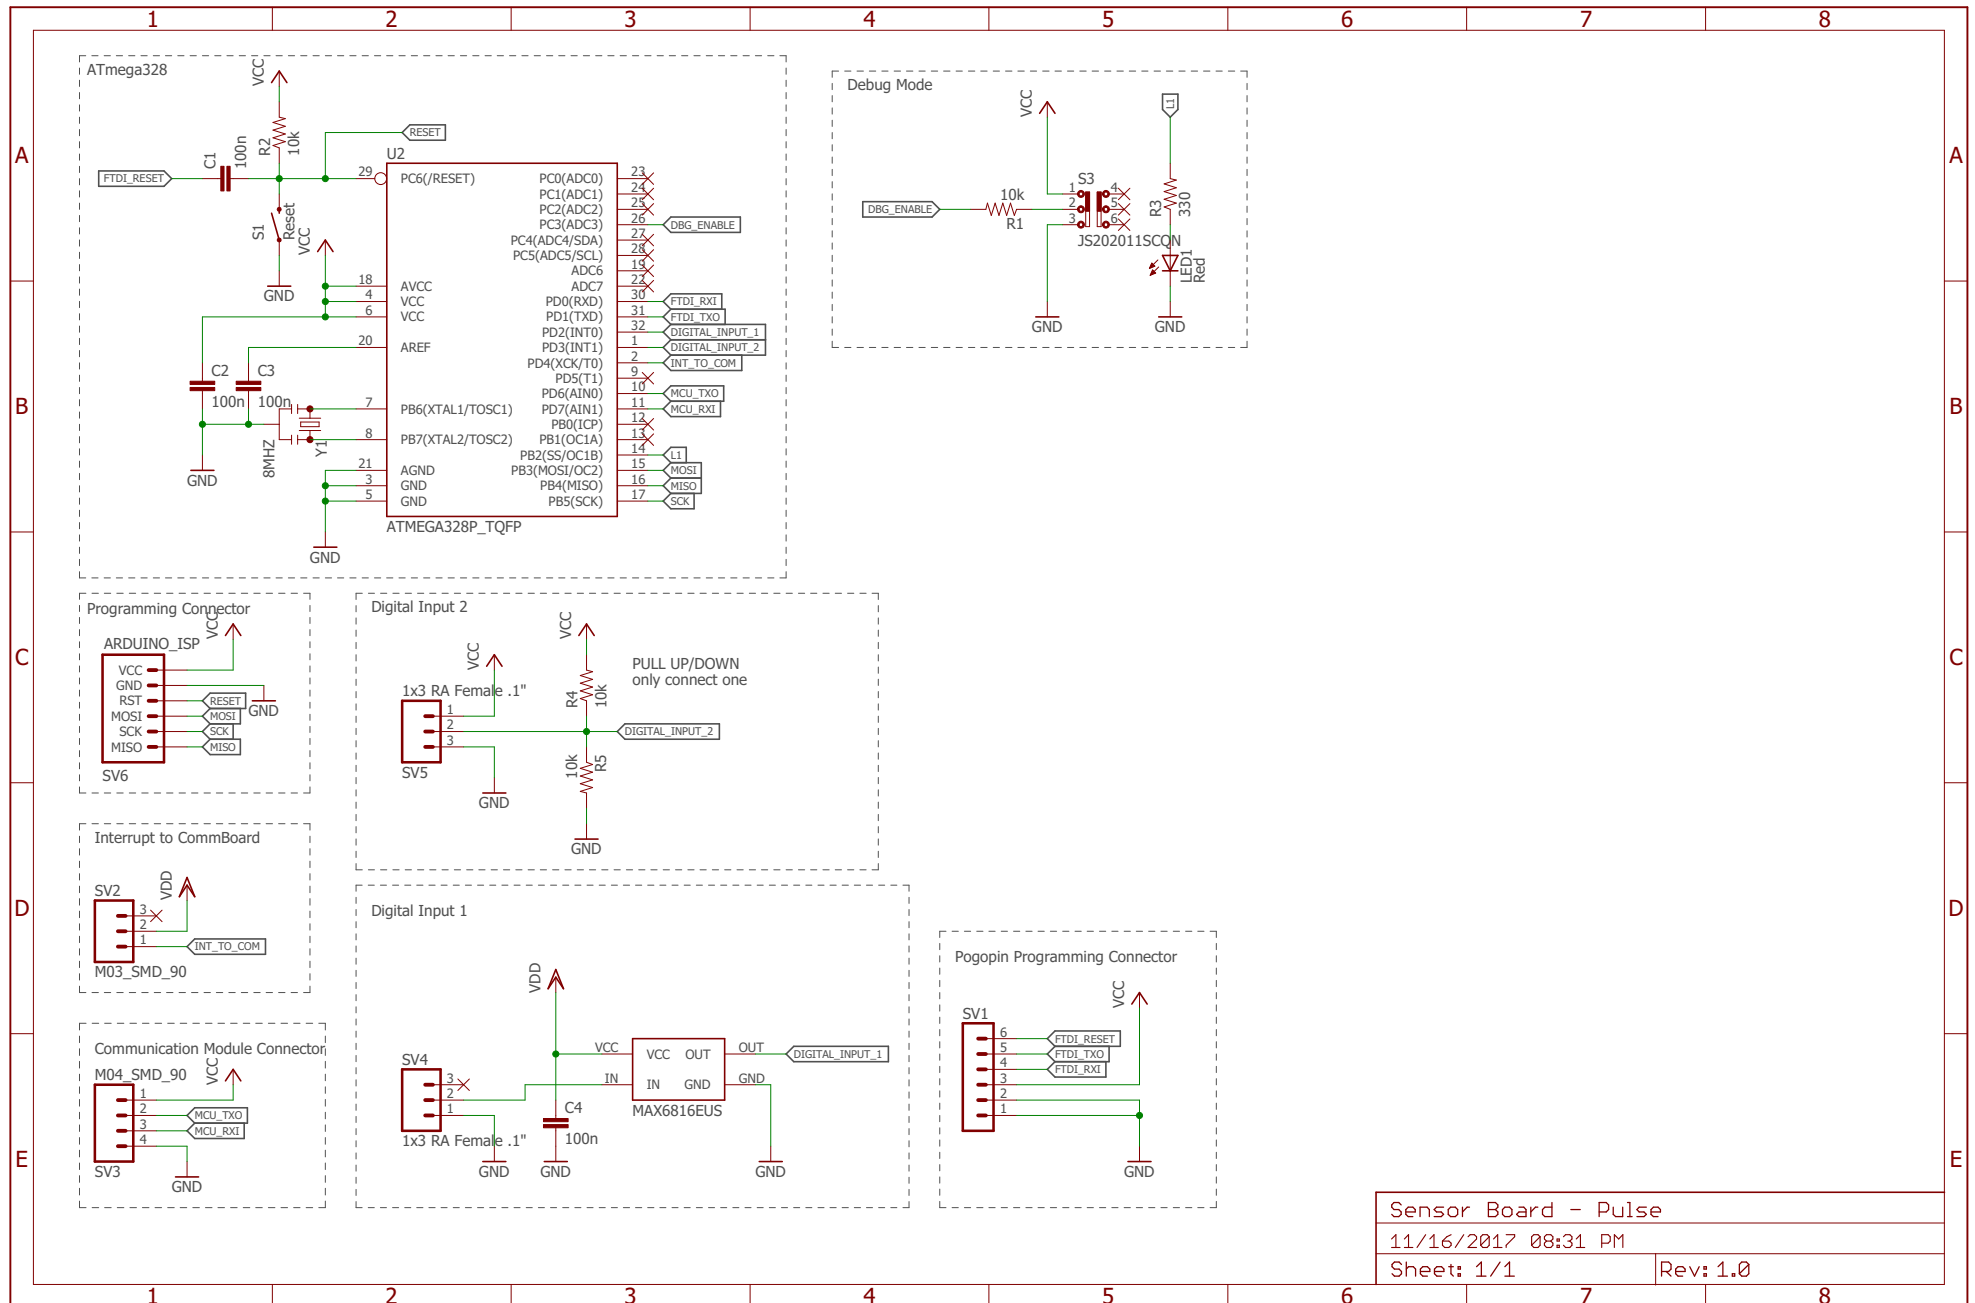 1 2 3 4 5 6 7 8
A
B
C
D
E
A
B
C
D
E
1 2 3 4 5 6 7 8
ATmega328
VCC
R2
10k
RESET
FTDI_RESET
C1
100n
S1
Reset
GND
VCC
U2
29 PC6(/RESET)
18 AVCC
4 VCC
6 VCC
20 AREF
7 PB6(XTAL1/TOSC1)
8 PB7(XTAL2/TOSC2)
21 AGND
3 GND
5 GND
PC0(ADC0) 23
PC1(ADC1) 24
PC2(ADC2) 25
PC3(ADC3) 26 DBG_ENABLE
PC4(ADC4/SDA) 27
PC5(ADC5/SCL) 28
ADC6 19
ADC7 22
PD0(RXD) 30 FTDI_RXI
PD1(TXD) 31 FTDI_TXO
PD2(INT0) 32 DIGITAL_INPUT_1
PD3(INT1) 1 DIGITAL_INPUT_2
PD4(XCK/T0) 2 INT_TO_COM
PD5(T1) 9
PD6(AIN0) 10 MCU_TXO
PD7(AIN1) 11 MCU_RXI
PB0(ICP) 12
PB1(OC1A) 13
PB2(SS/OC1B) 14 L1
PB3(MOSI/OC2) 15 MOSI
PB4(MISO) 16 MISO
PB5(SCK) 17 SCK
ATMEGA328P_TQFP
C2
100n
C3
100n
8MHZ
Y1
GND
GND
Debug Mode
VCC
L1
DBG_ENABLE
10k
R1
S3
1 4
2 5
3 6
JS202011SCQN
R3
330
LED1
Red
GND
GND
Programming Connector
ARDUINO_ISP
VCC
VCC
GND
RST RESET
MOSI MOSI
SCK SCK
MISO MISO
GND
SV6
Digital Input 2
VCC
VCC
1x3 RA Female .1"
1
2
3
SV5
GND
R4
10k
PULL UP/DOWN
only connect one
DIGITAL_INPUT_2
10k
R5
GND
Interrupt to CommBoard
SV2
VDD
3
2
1 INT_TO_COM
M03_SMD_90
Digital Input 1
VDD
SV4
3
2
1
1x3 RA Female .1"
GND
C4
100n
GND
VCC VCC OUT OUT DIGITAL_INPUT_1
IN IN GND GND
MAX6816EUS
GND
Communication Module Connector
M04_SMD_90
VCC
1
2 MCU_TXO
3 MCU_RXI
4
SV3
GND
Pogopin Programming Connector
VCC
SV1
6 FTDI_RESET
5 FTDI_TXO
4 FTDI_RXI
3
2
1
GND
Sensor Board - Pulse
11/16/2017 08:31 PM
Sheet: 1/1 Rev: 1.0